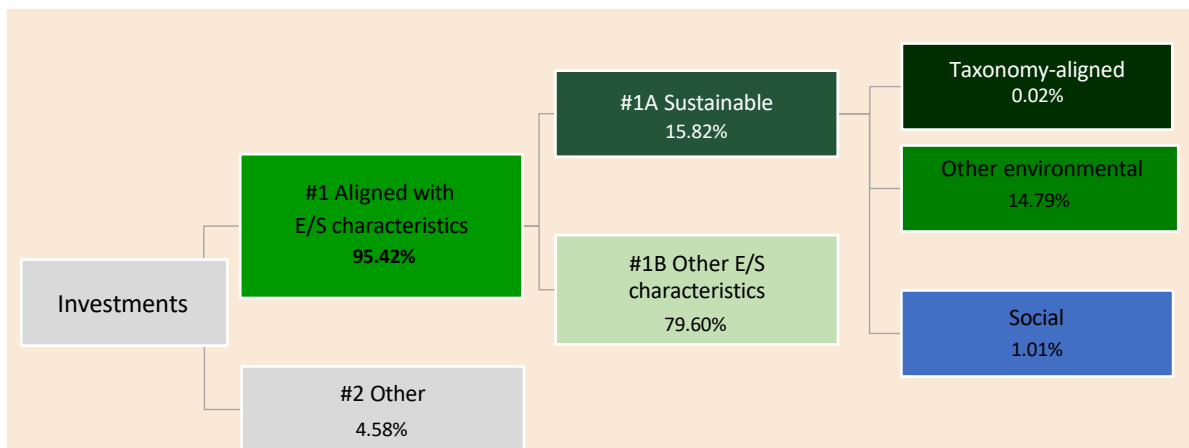 Investments
#1 Aligned with
E/S characteristics
95.42%
#2 Other
4.58%
#1A Sustainable
15.82%
#1B Other E/S
characteristics
79.60%
Taxonomy-aligned
0.02%
Other environmental
14.79%
Social
1.01%